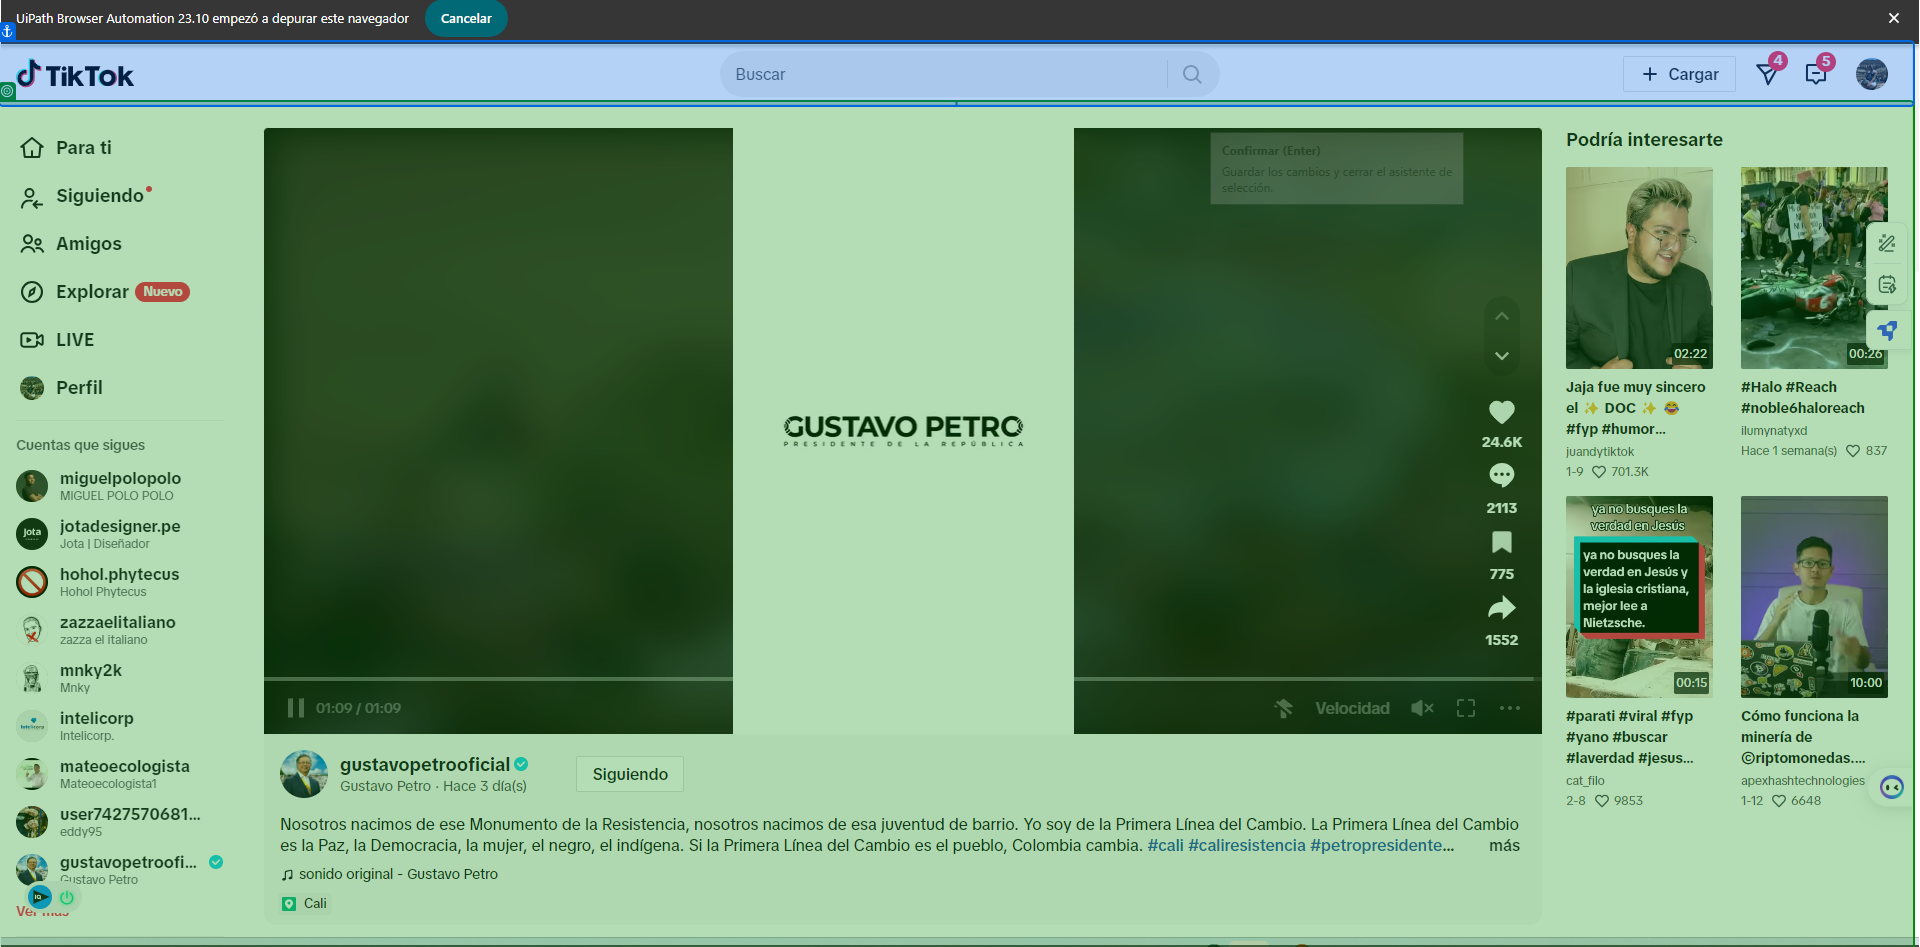 UiPath Browser Automation 23.10 empezó a depurar este navegador
Cancelar
TikTok
Buscar
Cargar
4
5
Para ti
Siguiendo
Amigos
Explorar Nuevo
LIVE
Perfil
Cuentas que sigues
miguelpolopolo
MIGUEL POLO POLO
jotadesigner.pe
Jota | Diseñador
Jota
hohol.phytecus
Hohol Phytecus
zazzaelitaliano
zazza el italiano
mnky2k
Mnky
intelicorp
Intelicorp.
mateoecologista
Mateoecologista1
user7427570681...
eddy95
gustavopetroofi...
Gustavo Petro
Ver más
Confirmar (Enter)
Guardar los cambios y cerrar el asistente de
selección.
GUSTAVO PETRO
PRESIDENTE DE LA REPÚBLICA
24.6K
2113
775
1552
01:09 / 01:09
Velocidad
gustavopetrooficial
Gustavo Petro · Hace 3 día(s)
Siguiendo
Nosotros nacimos de ese Monumento de la Resistencia, nosotros nacimos de esa juventud de barrio. Yo soy de la Primera Línea del Cambio. La Primera Línea del Cambio
es la Paz, la Democracia, la mujer, el negro, el indígena. Si la Primera Línea del Cambio es el pueblo, Colombia cambia. #cali #caliresistencia #petropresidente...
más
sonido original - Gustavo Petro
Cali
Podría interesarte
02:22
Jaja fue muy sincero
el ✨ DOC ✨ 😂
#fyp #humor...
juandytiktok
1-9 701.3K
00:26
#Halo #Reach
#noble6haloreach
ilumynatyxd
Hace 1 semana(s) 837
ya no busques la
verdad en Jesús
ya no busques la
verdad en Jesús y
la iglesia cristiana,
mejor lee a
Nietzsche.
00:15
#parati #viral #fyp
#yano #buscar
#laverdad #jesus...
cat_filo
2-8 9853
10:00
Cómo funciona la
minería de
©riptomonedas....
apexhashtechnologies
1-12 6648